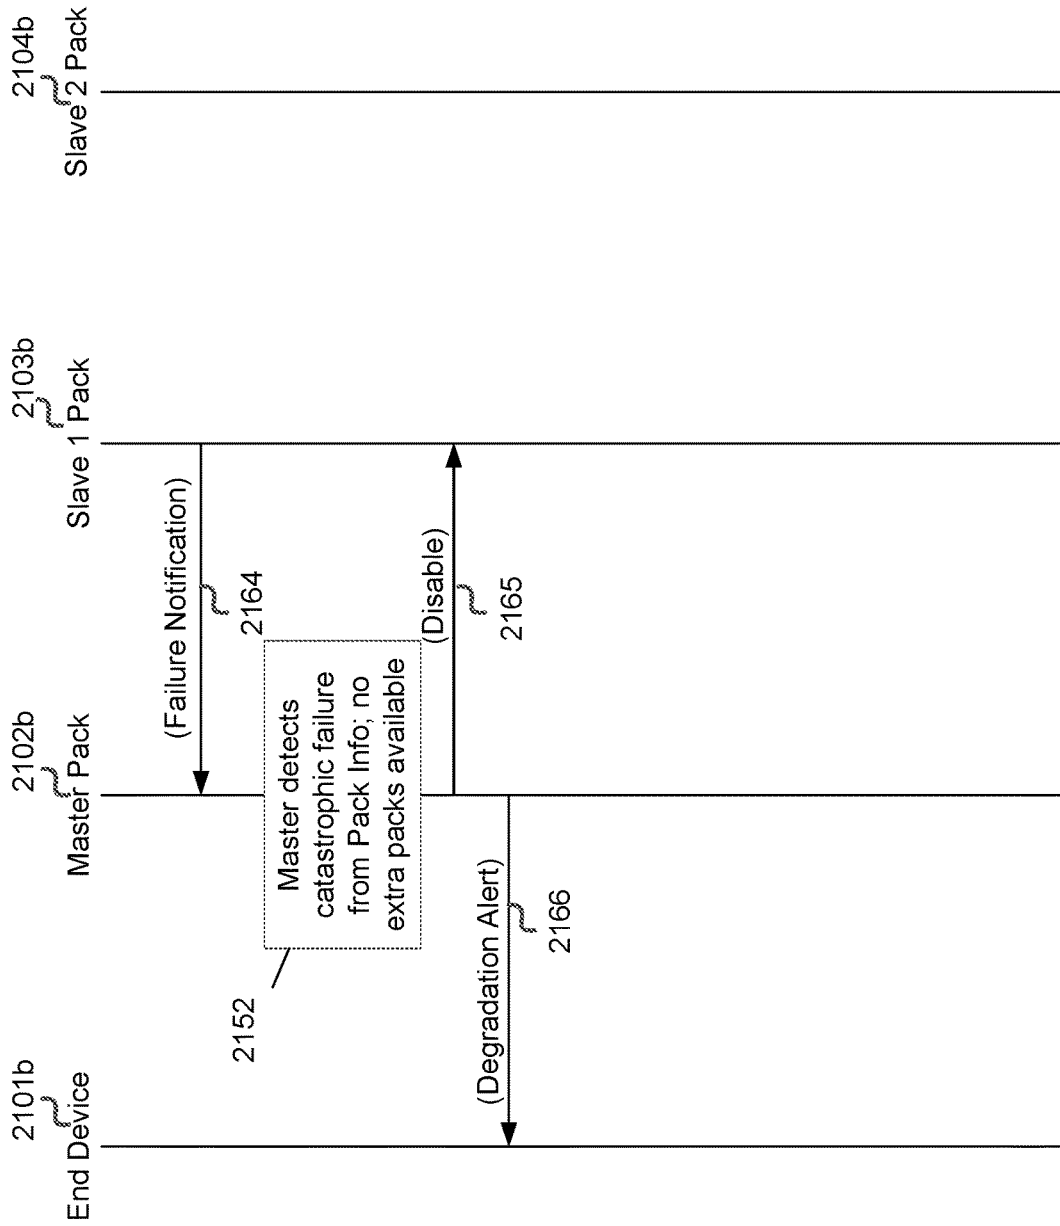 2101b
End Device
2102b
Master Pack
2103b
Slave 1 Pack
2104b
Slave 2 Pack
(Failure Notification)
2164
2152
Master detects
catastrophic failure
from Pack Info; no
extra packs available
(Disable)
2165
(Degradation Alert)
2166